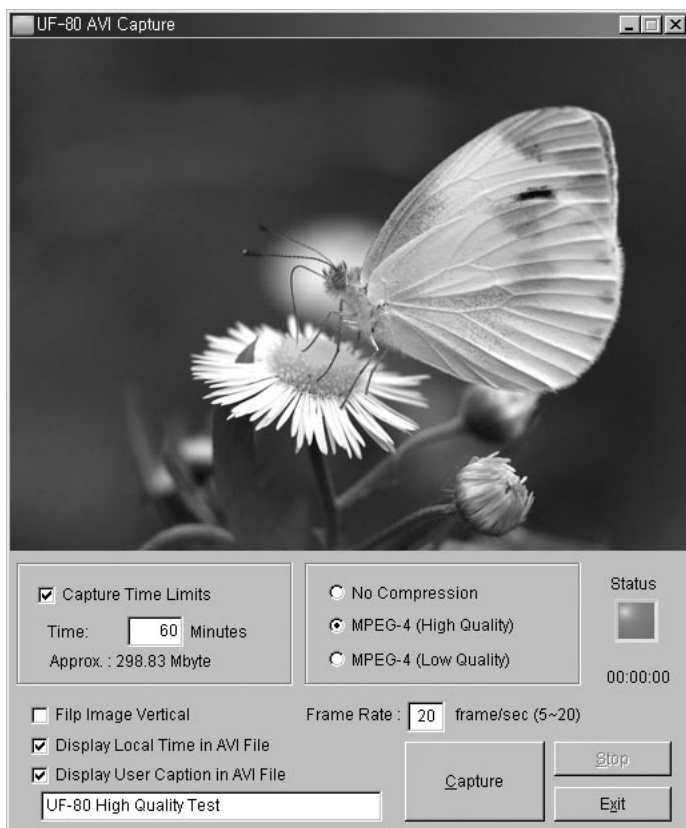 UF-80 AVI Capture
Capture Time Limits
Time: 60 Minutes
Approx. : 298.83 Mbyte
No Compression
MPEG-4 (High Quality)
MPEG-4 (Low Quality)
Status
00:00:00
Filp Image Vertical
Frame Rate : 20 frame/sec (5~20)
Display Local Time in AVI File
Display User Caption in AVI File
UF-80 High Quality Test
Capture
Stop
Exit